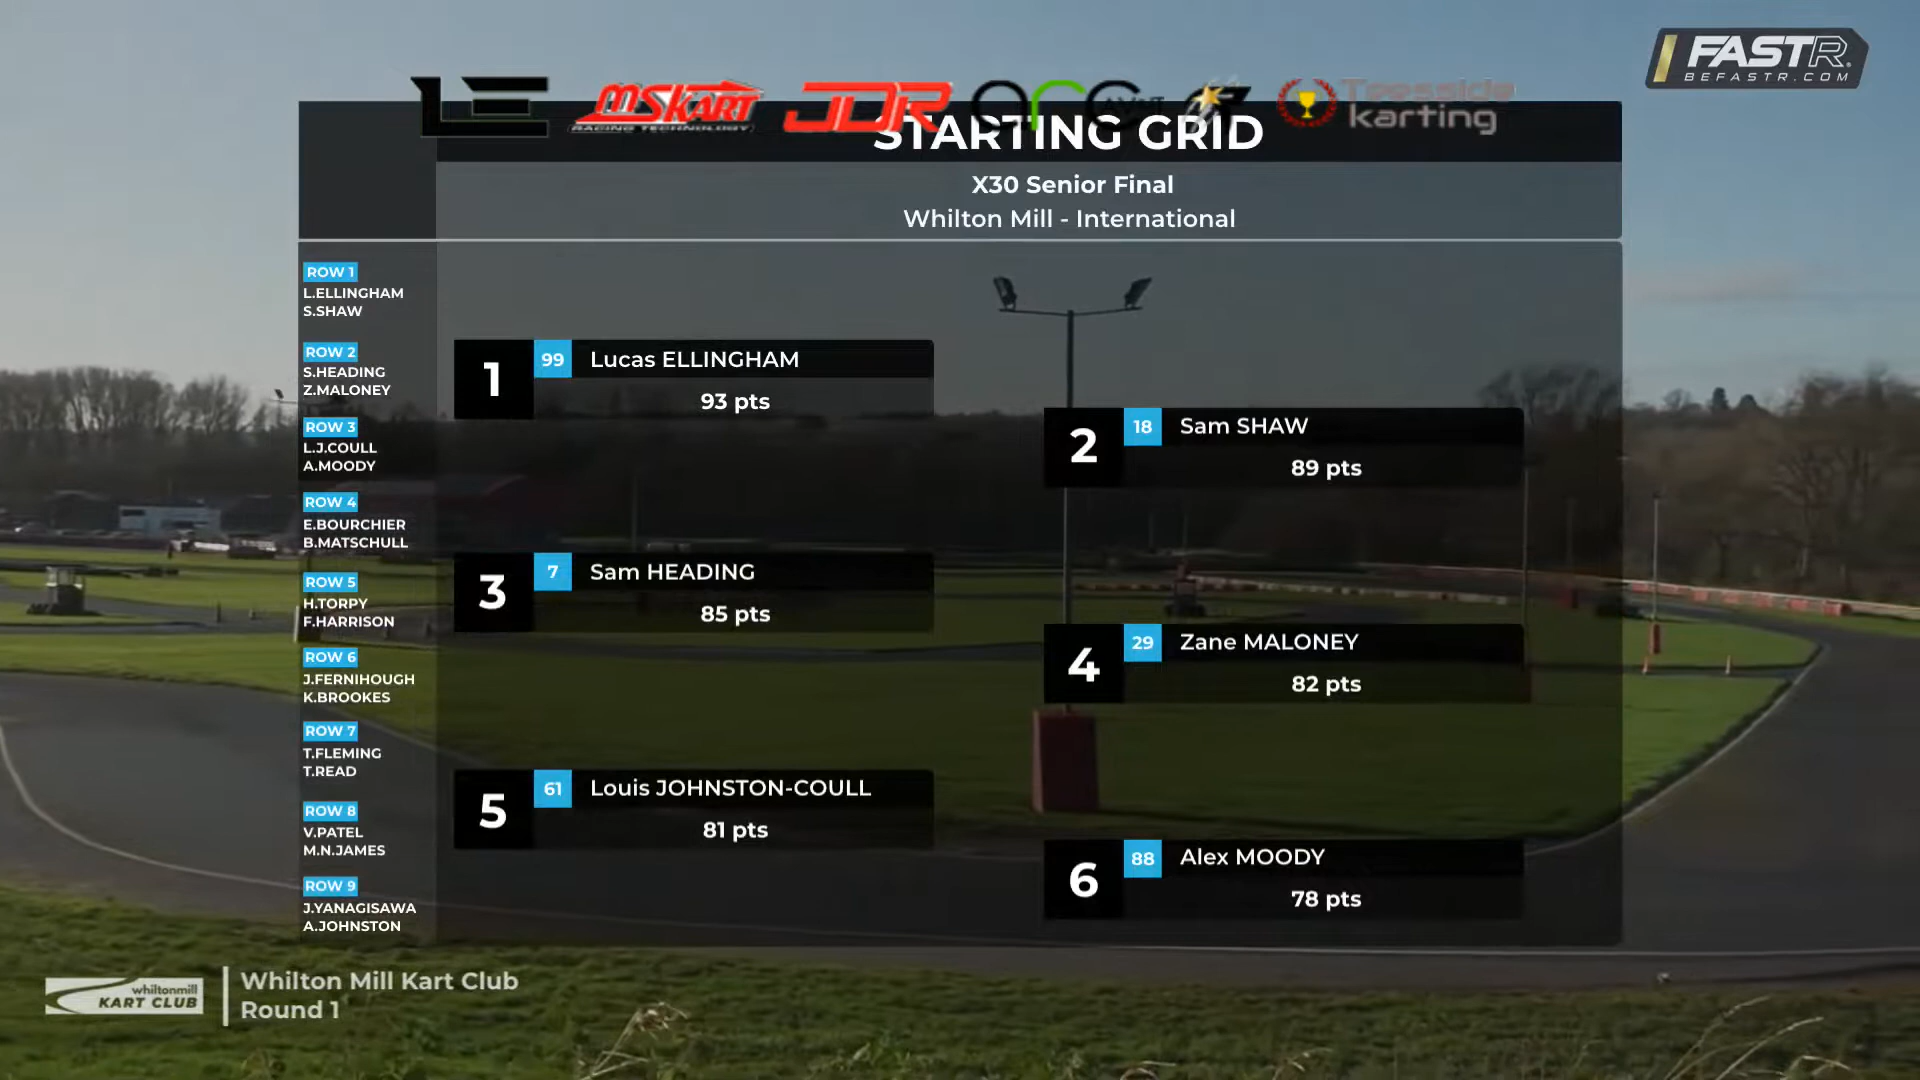 FASTR
BEFASTR.COM
LE
MSKART
RACING TECHNOLOGY
JDR
arc
Teesside
karting
STARTING GRID
X30 Senior Final
Whilton Mill - International
ROW 1
L.ELLINGHAM
S.SHAW
ROW 2
S.HEADING
Z.MALONEY
ROW 3
L.J.COULL
A.MOODY
ROW 4
E.BOURCHIER
B.MATSCHULL
ROW 5
H.TORPY
F.HARRISON
ROW 6
J.FERNIHOUGH
K.BROOKES
ROW 7
T.FLEMING
T.READ
ROW 8
V.PATEL
M.N.JAMES
ROW 9
J.YANAGISAWA
A.JOHNSTON
1 99 Lucas ELLINGHAM
93 pts
2 18 Sam SHAW
89 pts
3 7 Sam HEADING
85 pts
4 29 Zane MALONEY
82 pts
5 61 Louis JOHNSTON-COULL
81 pts
6 88 Alex MOODY
78 pts
whiltonmill
KART CLUB
Whilton Mill Kart Club
Round 1